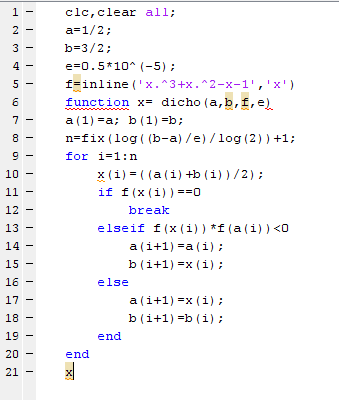 1 clc,clear all;
2 a=1/2;
3 b=3/2;
4 e=0.5*10^(-5);
5 f=inline('x.^3+x.^2-x-1','x')
6 function x= dicho(a,b,f,e)
7 a(1)=a; b(1)=b;
8 n=fix(log((b-a)/e)/log(2))+1;
9 for i=1:n
10 x(i)=((a(i)+b(i))/2);
11 if f(x(i))==0
12 break
13 elseif f(x(i))*f(a(i))<0
14 a(i+1)=a(i);
15 b(i+1)=x(i);
16 else
17 a(i+1)=x(i);
18 b(i+1)=b(i);
19 end
20 end
21 x